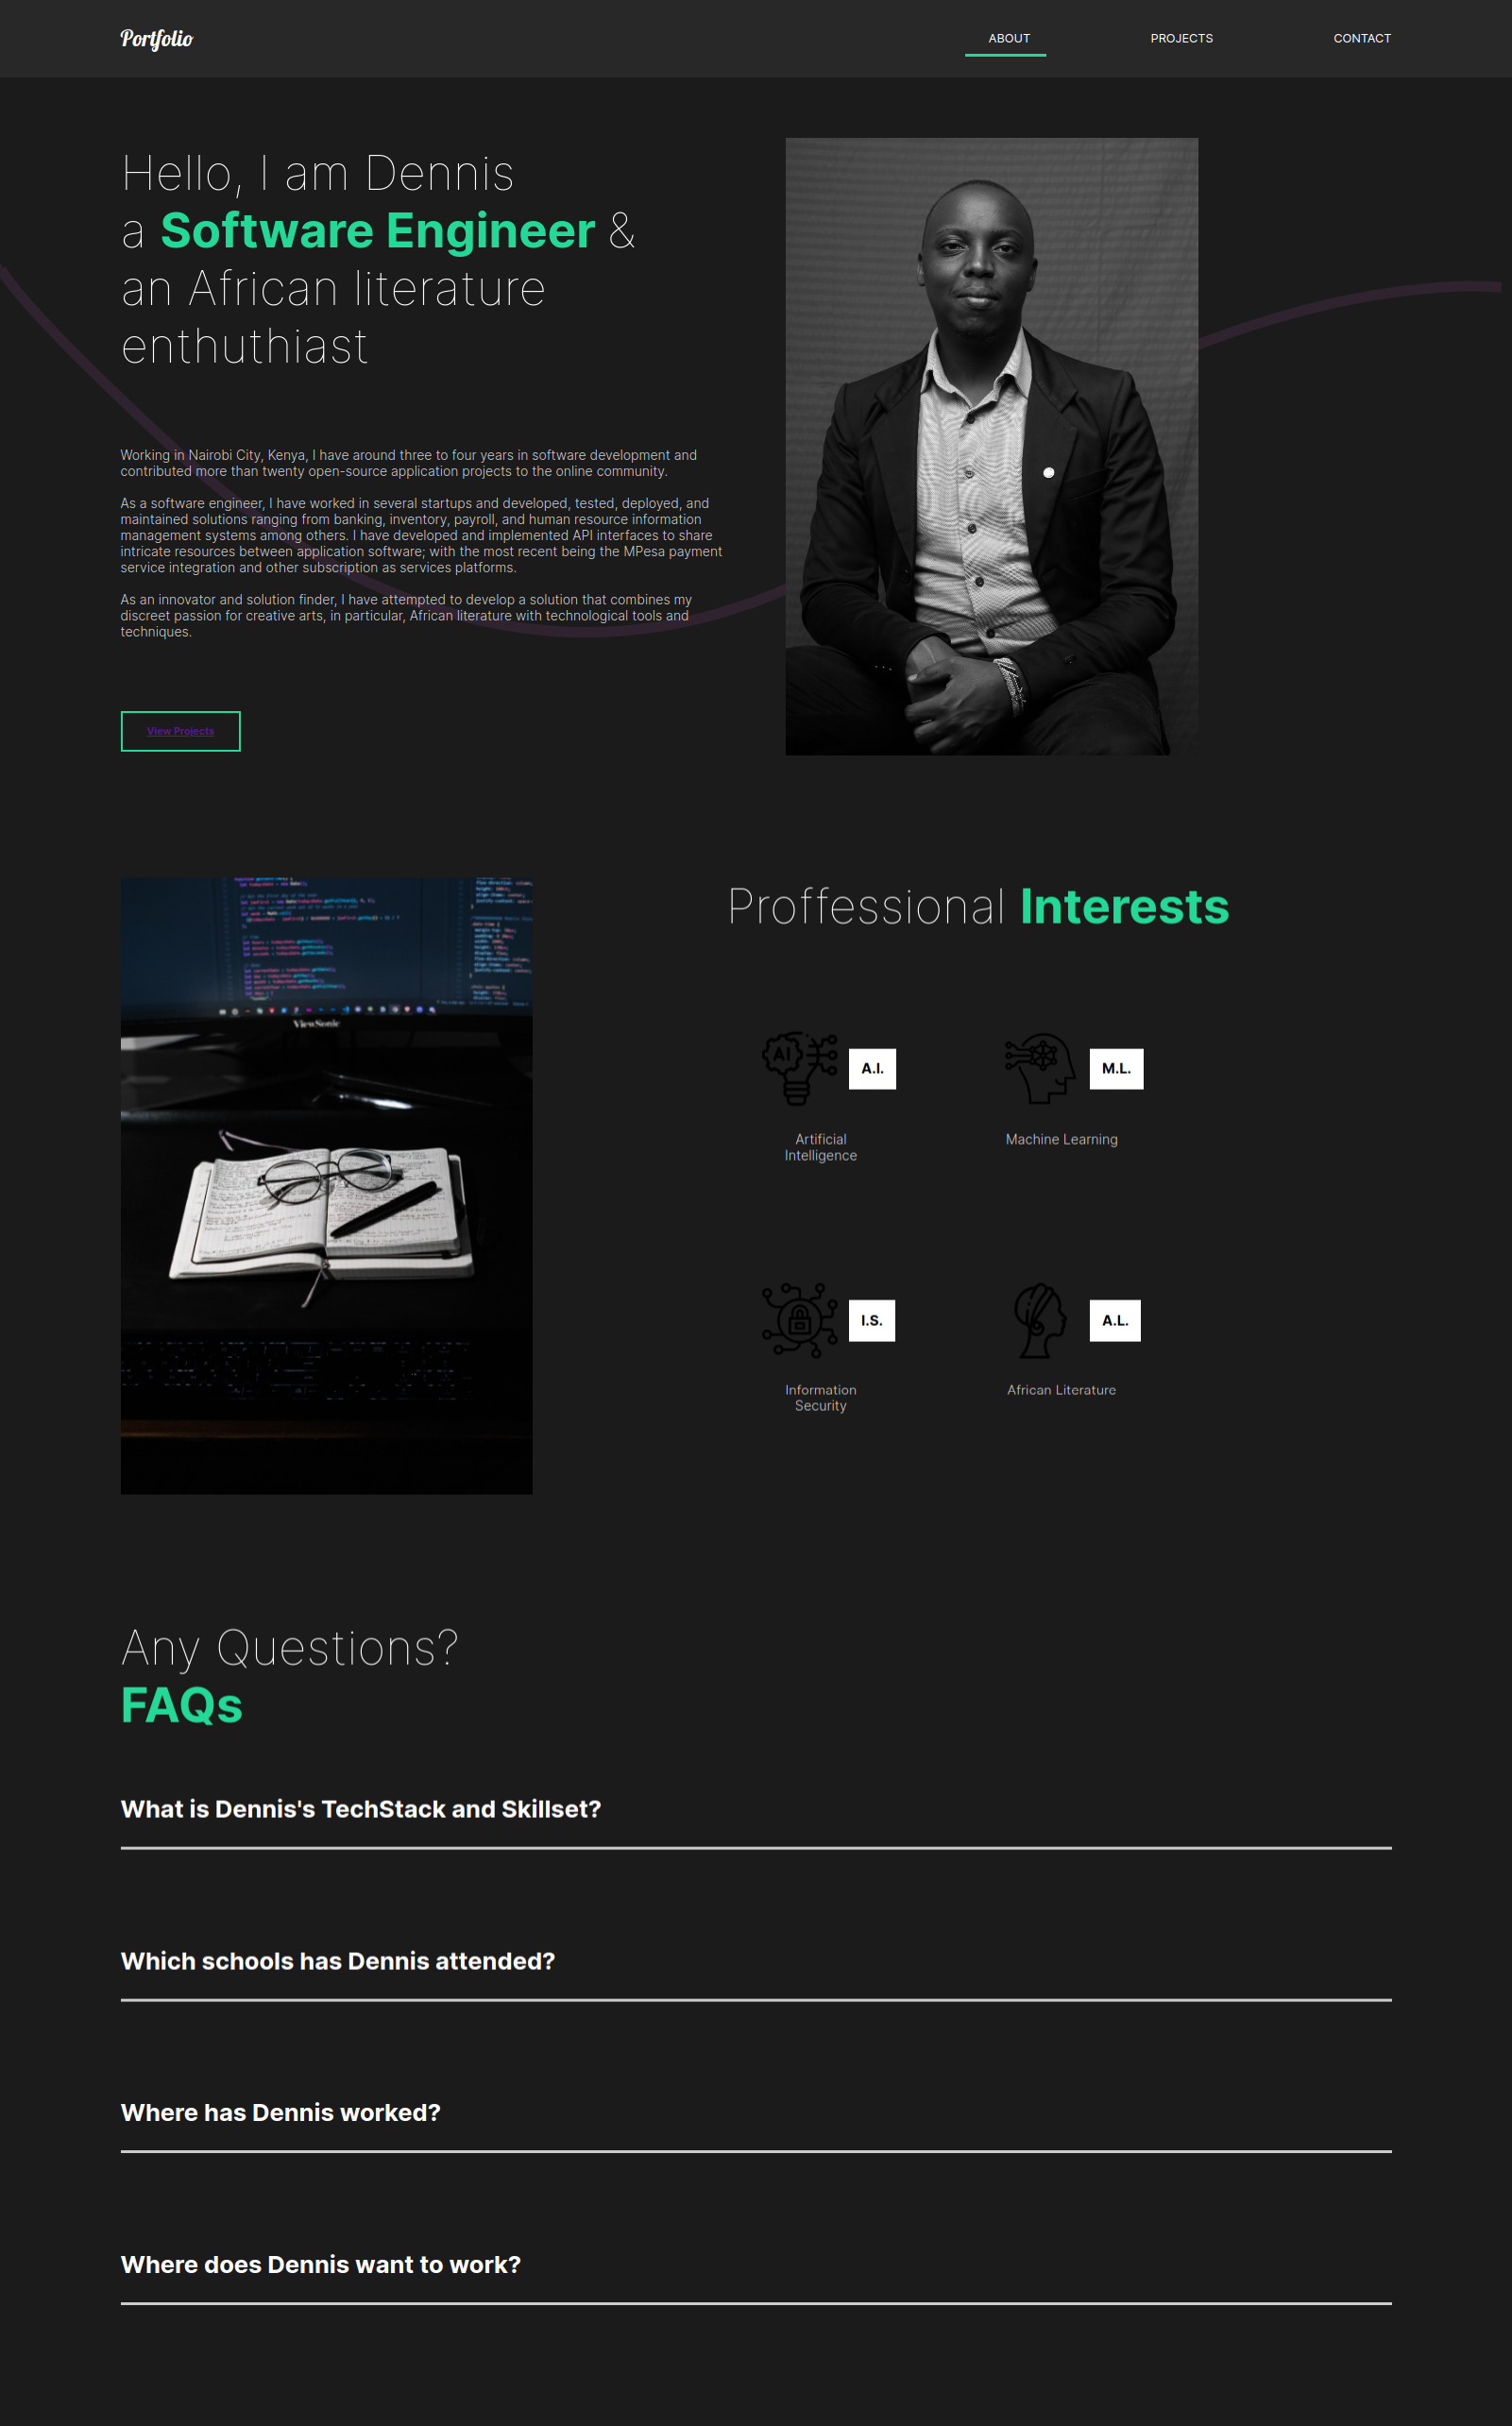 Portfolio
ABOUT
PROJECTS
CONTACT
Hello, I am Dennis
a Software Engineer &
an African literature
enthuthiast
Working in Nairobi City, Kenya, I have around three to four years in software development and
contributed more than twenty open-source application projects to the online community.
As a software engineer, I have worked in several startups and developed, tested, deployed, and
maintained solutions ranging from banking, inventory, payroll, and human resource information
management systems among others. I have developed and implemented API interfaces to share
intricate resources between application software; with the most recent being the MPesa payment
service integration and other subscription as services platforms.
As an innovator and solution finder, I have attempted to develop a solution that combines my
discreet passion for creative arts, in particular, African literature with technological tools and
techniques.
View Projects
ViewSonic
Proffessional Interests
AI
A.I.
M.L.
Artificial
Intelligence
Machine Learning
I.S.
A.L.
Information
Security
African Literature
Any Questions?
FAQs
What is Dennis's TechStack and Skillset?
Which schools has Dennis attended?
Where has Dennis worked?
Where does Dennis want to work?